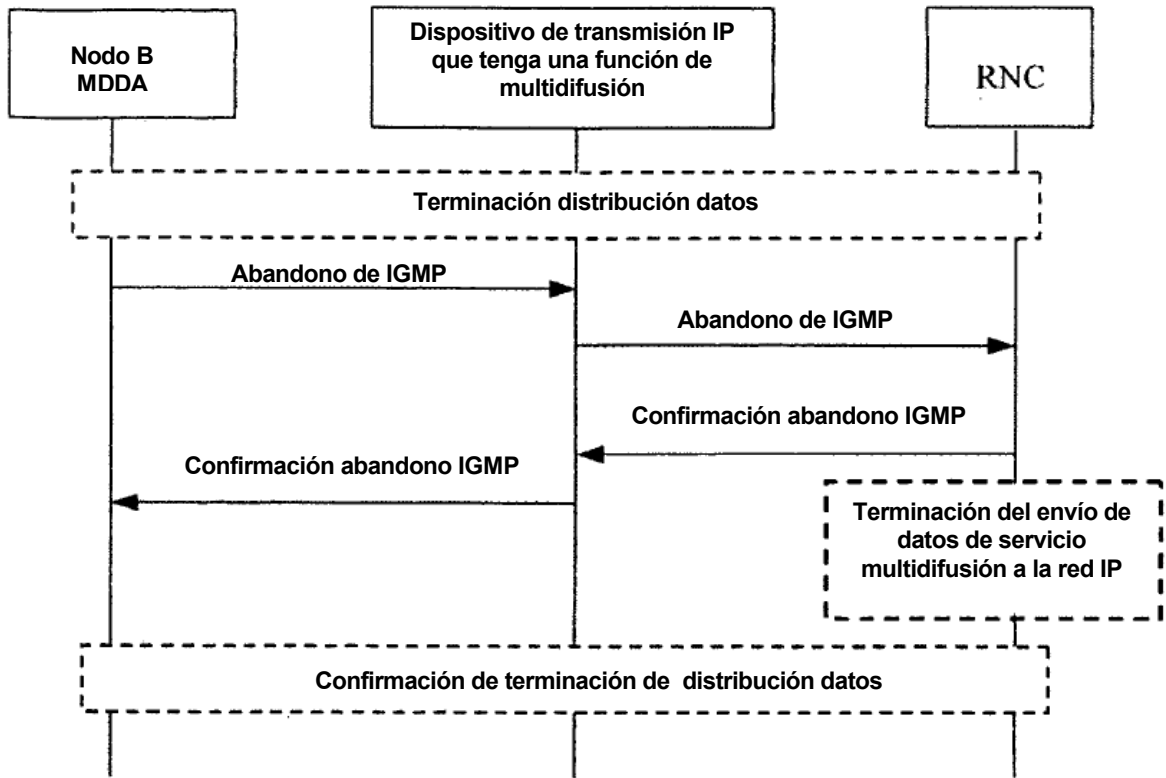 Nodo B
MDDA
Dispositivo de transmisión IP
que tenga una función de
multidifusión
RNC
Terminación distribución datos
Abandono de IGMP
Abandono de IGMP
Confirmación abandono IGMP
Confirmación abandono IGMP
Terminación del envío de
datos de servicio
multidifusión a la red IP
Confirmación de terminación de distribución datos